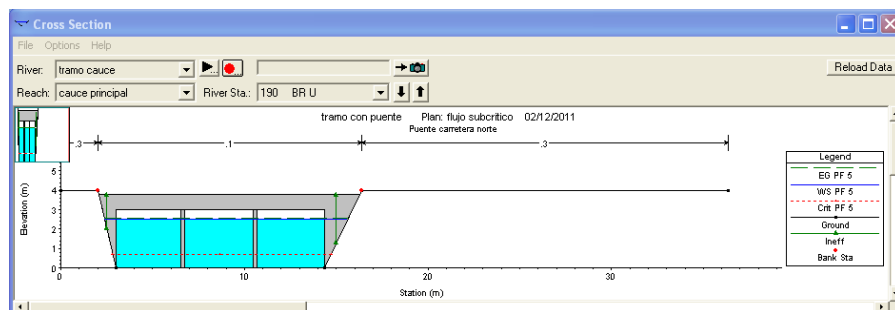 Cross Section
File Options Help
River: tramo cauce Reload Data
Reach: cauce principal River Sta.: 190 BR U
tramo con puente Plan: flujo subcritico 02/12/2011
Puente carretera norte
.3 .1 .3
Legend
EG PF 5
WS PF 5
Crit PF 5
Ground
Ineff
Bank Sta
Elevation (m)
5
4
3
2
1
0
0 10 20 30
Station (m)